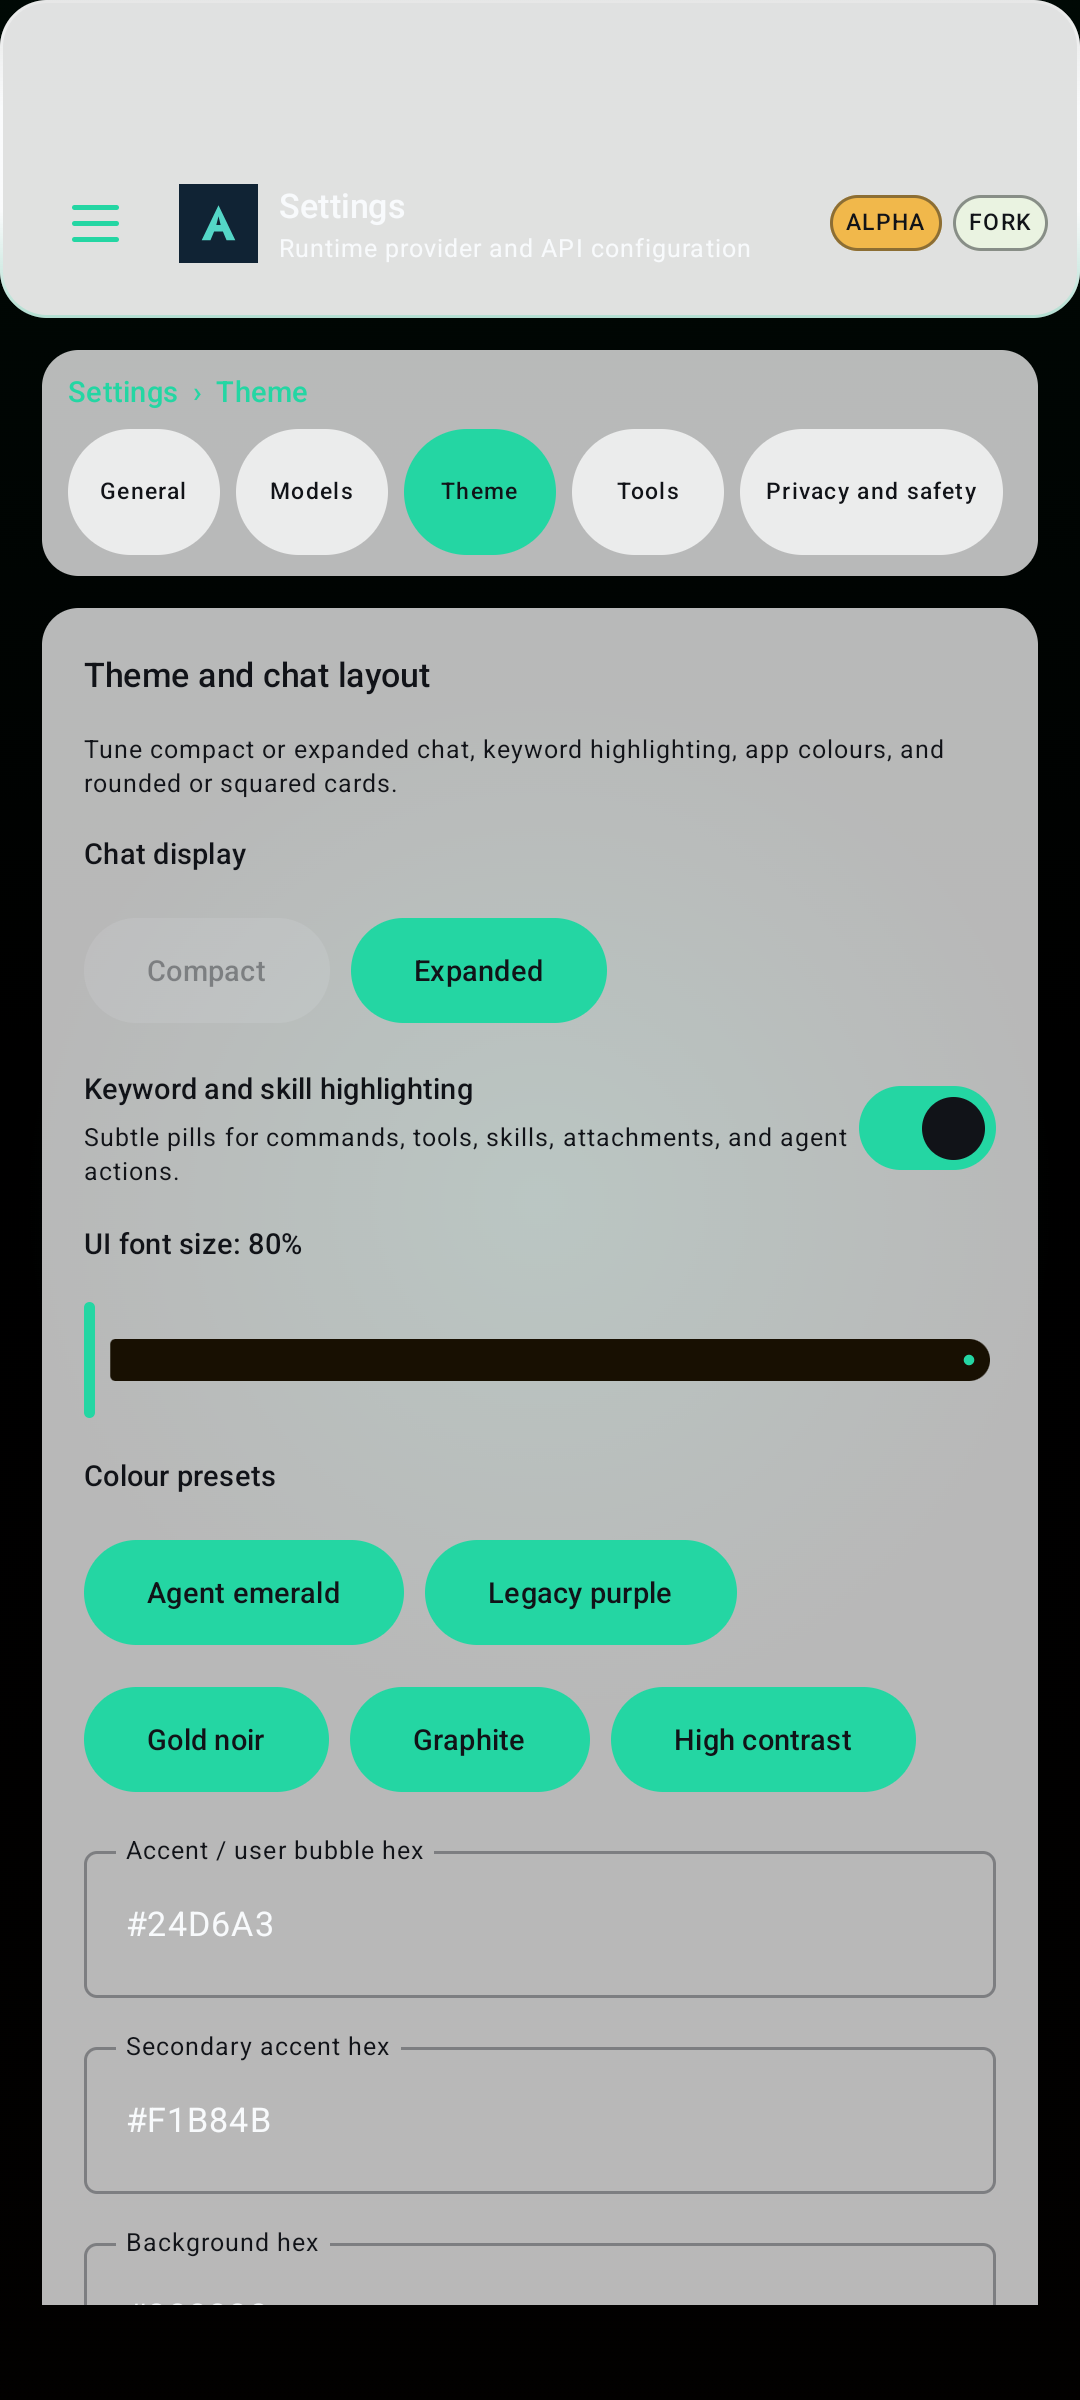 Settings
Runtime provider and API configuration
ALPHA
FORK
Settings › Theme
General
Models
Theme
Tools
Privacy and safety
Theme and chat layout
Tune compact or expanded chat, keyword highlighting, app colours, and
rounded or squared cards.
Chat display
Compact
Expanded
Keyword and skill highlighting
Subtle pills for commands, tools, skills, attachments, and agent
actions.
UI font size: 80%
Colour presets
Agent emerald
Legacy purple
Gold noir
Graphite
High contrast
Accent / user bubble hex
#24D6A3
Secondary accent hex
#F1B84B
Background hex